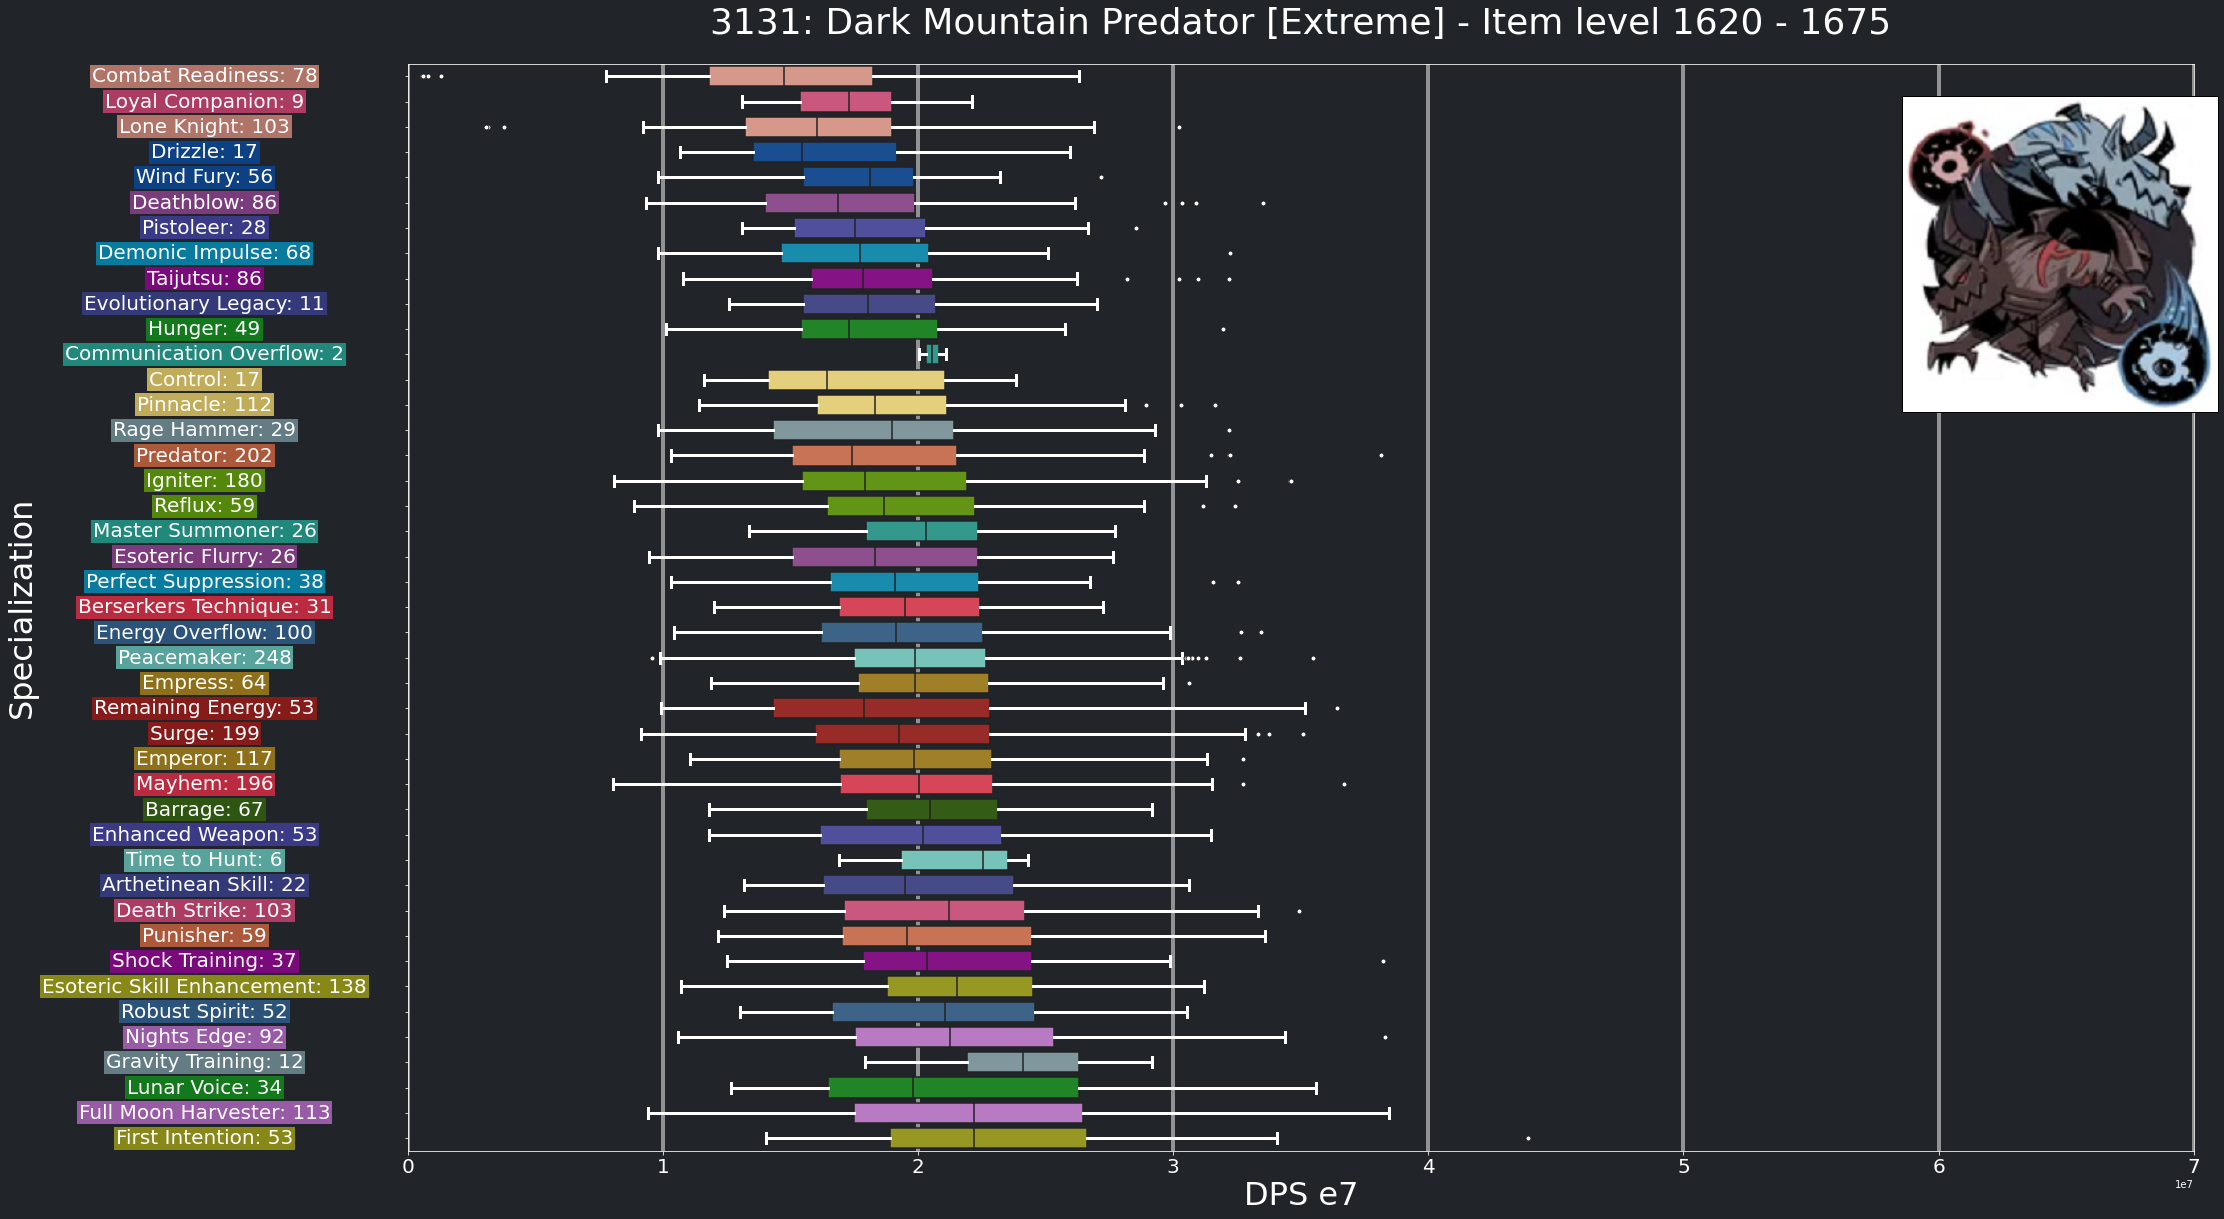 3131: Dark Mountain Predator [Extreme] - Item level 1620 - 1675
Combat Readiness: 78
Loyal Companion: 9
Lone Knight: 103
Drizzle: 17
Wind Fury: 56
Deathblow: 86
Pistoleer: 28
Demonic Impulse: 68
Taijutsu: 86
Evolutionary Legacy: 11
Hunger: 49
Communication Overflow: 2
Control: 17
Pinnacle: 112
Rage Hammer: 29
Predator: 202
Igniter: 180
Reflux: 59
Master Summoner: 26
Esoteric Flurry: 26
Perfect Suppression: 38
Berserkers Technique: 31
Energy Overflow: 100
Peacemaker: 248
Empress: 64
Remaining Energy: 53
Surge: 199
Emperor: 117
Mayhem: 196
Barrage: 67
Enhanced Weapon: 53
Time to Hunt: 6
Arthetinean Skill: 22
Death Strike: 103
Punisher: 59
Shock Training: 37
Esoteric Skill Enhancement: 138
Robust Spirit: 52
Nights Edge: 92
Gravity Training: 12
Lunar Voice: 34
Full Moon Harvester: 113
First Intention: 53
Specialization
0 1 2 3 4 5 6 7
1e7
DPS e7